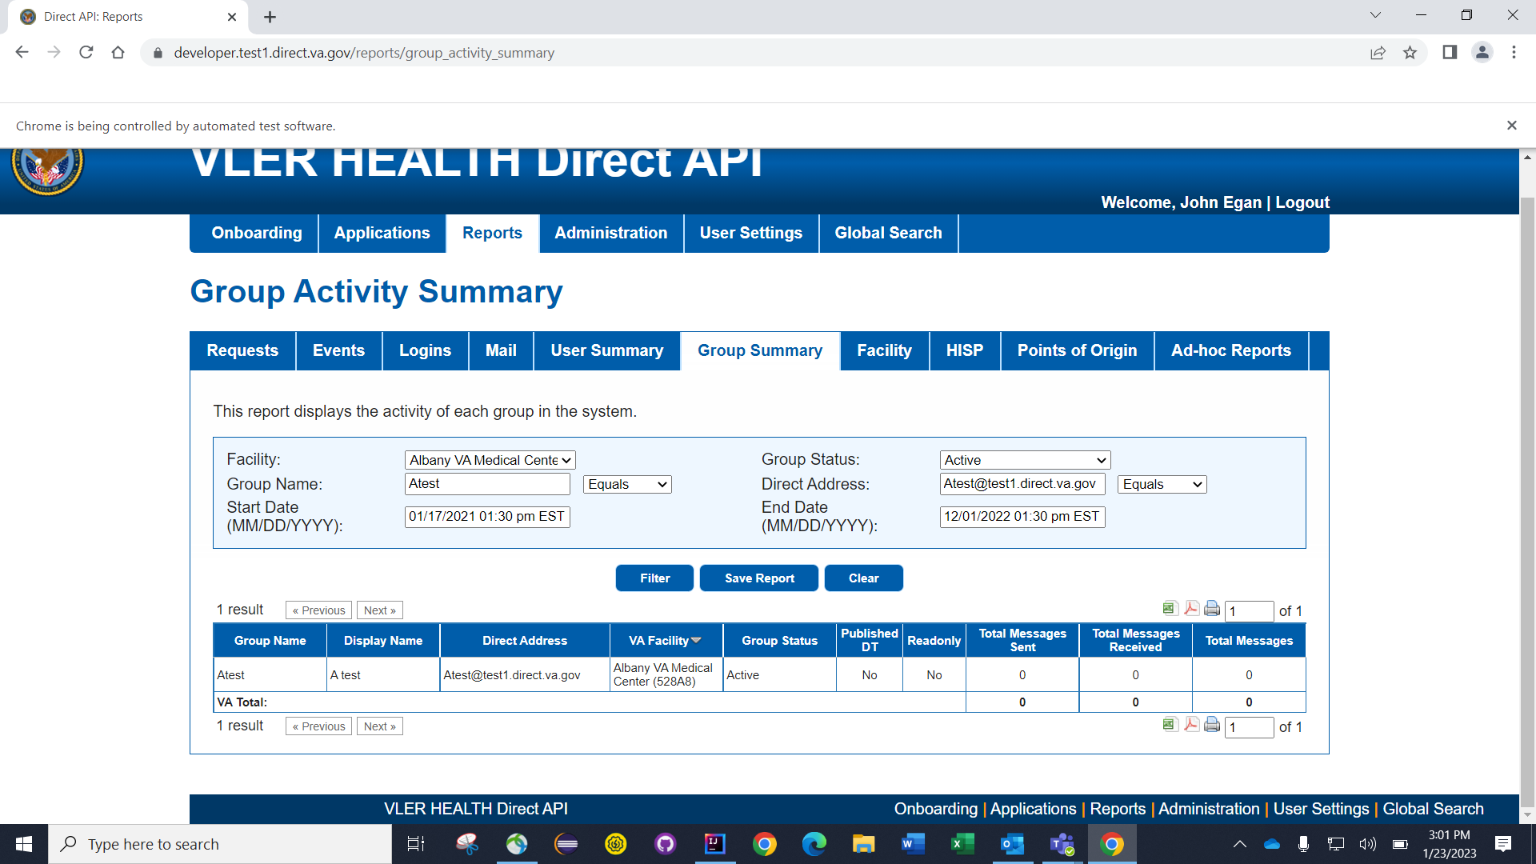 Direct API: Reports
developer.test1.direct.va.gov/reports/group_activity_summary
Chrome is being controlled by automated test software.
VLER HEALTH Direct API
Welcome, John Egan | Logout
Onboarding Applications Reports Administration User Settings Global Search
Group Activity Summary
Requests Events Logins Mail User Summary Group Summary Facility HISP Points of Origin Ad-hoc Reports
This report displays the activity of each group in the system.
Facility: Albany VA Medical Cente Group Status: Active
Group Name: Atest Equals Direct Address: Atest@test1.direct.va.gov Equals
Start Date (MM/DD/YYYY): 01/17/2021 01:30 pm EST End Date (MM/DD/YYYY): 12/01/2022 01:30 pm EST
Filter Save Report Clear
1 result « Previous Next » 1 of 1
Group Name Display Name Direct Address VA Facility Group Status Published DT Readonly Total Messages Sent Total Messages Received Total Messages
Atest A test Atest@test1.direct.va.gov Albany VA Medical Center (528A8) Active No No 0 0 0
VA Total: 0 0 0
1 result « Previous Next » 1 of 1
VLER HEALTH Direct API Onboarding | Applications | Reports | Administration | User Settings | Global Search
Type here to search
3:01 PM
1/23/2023